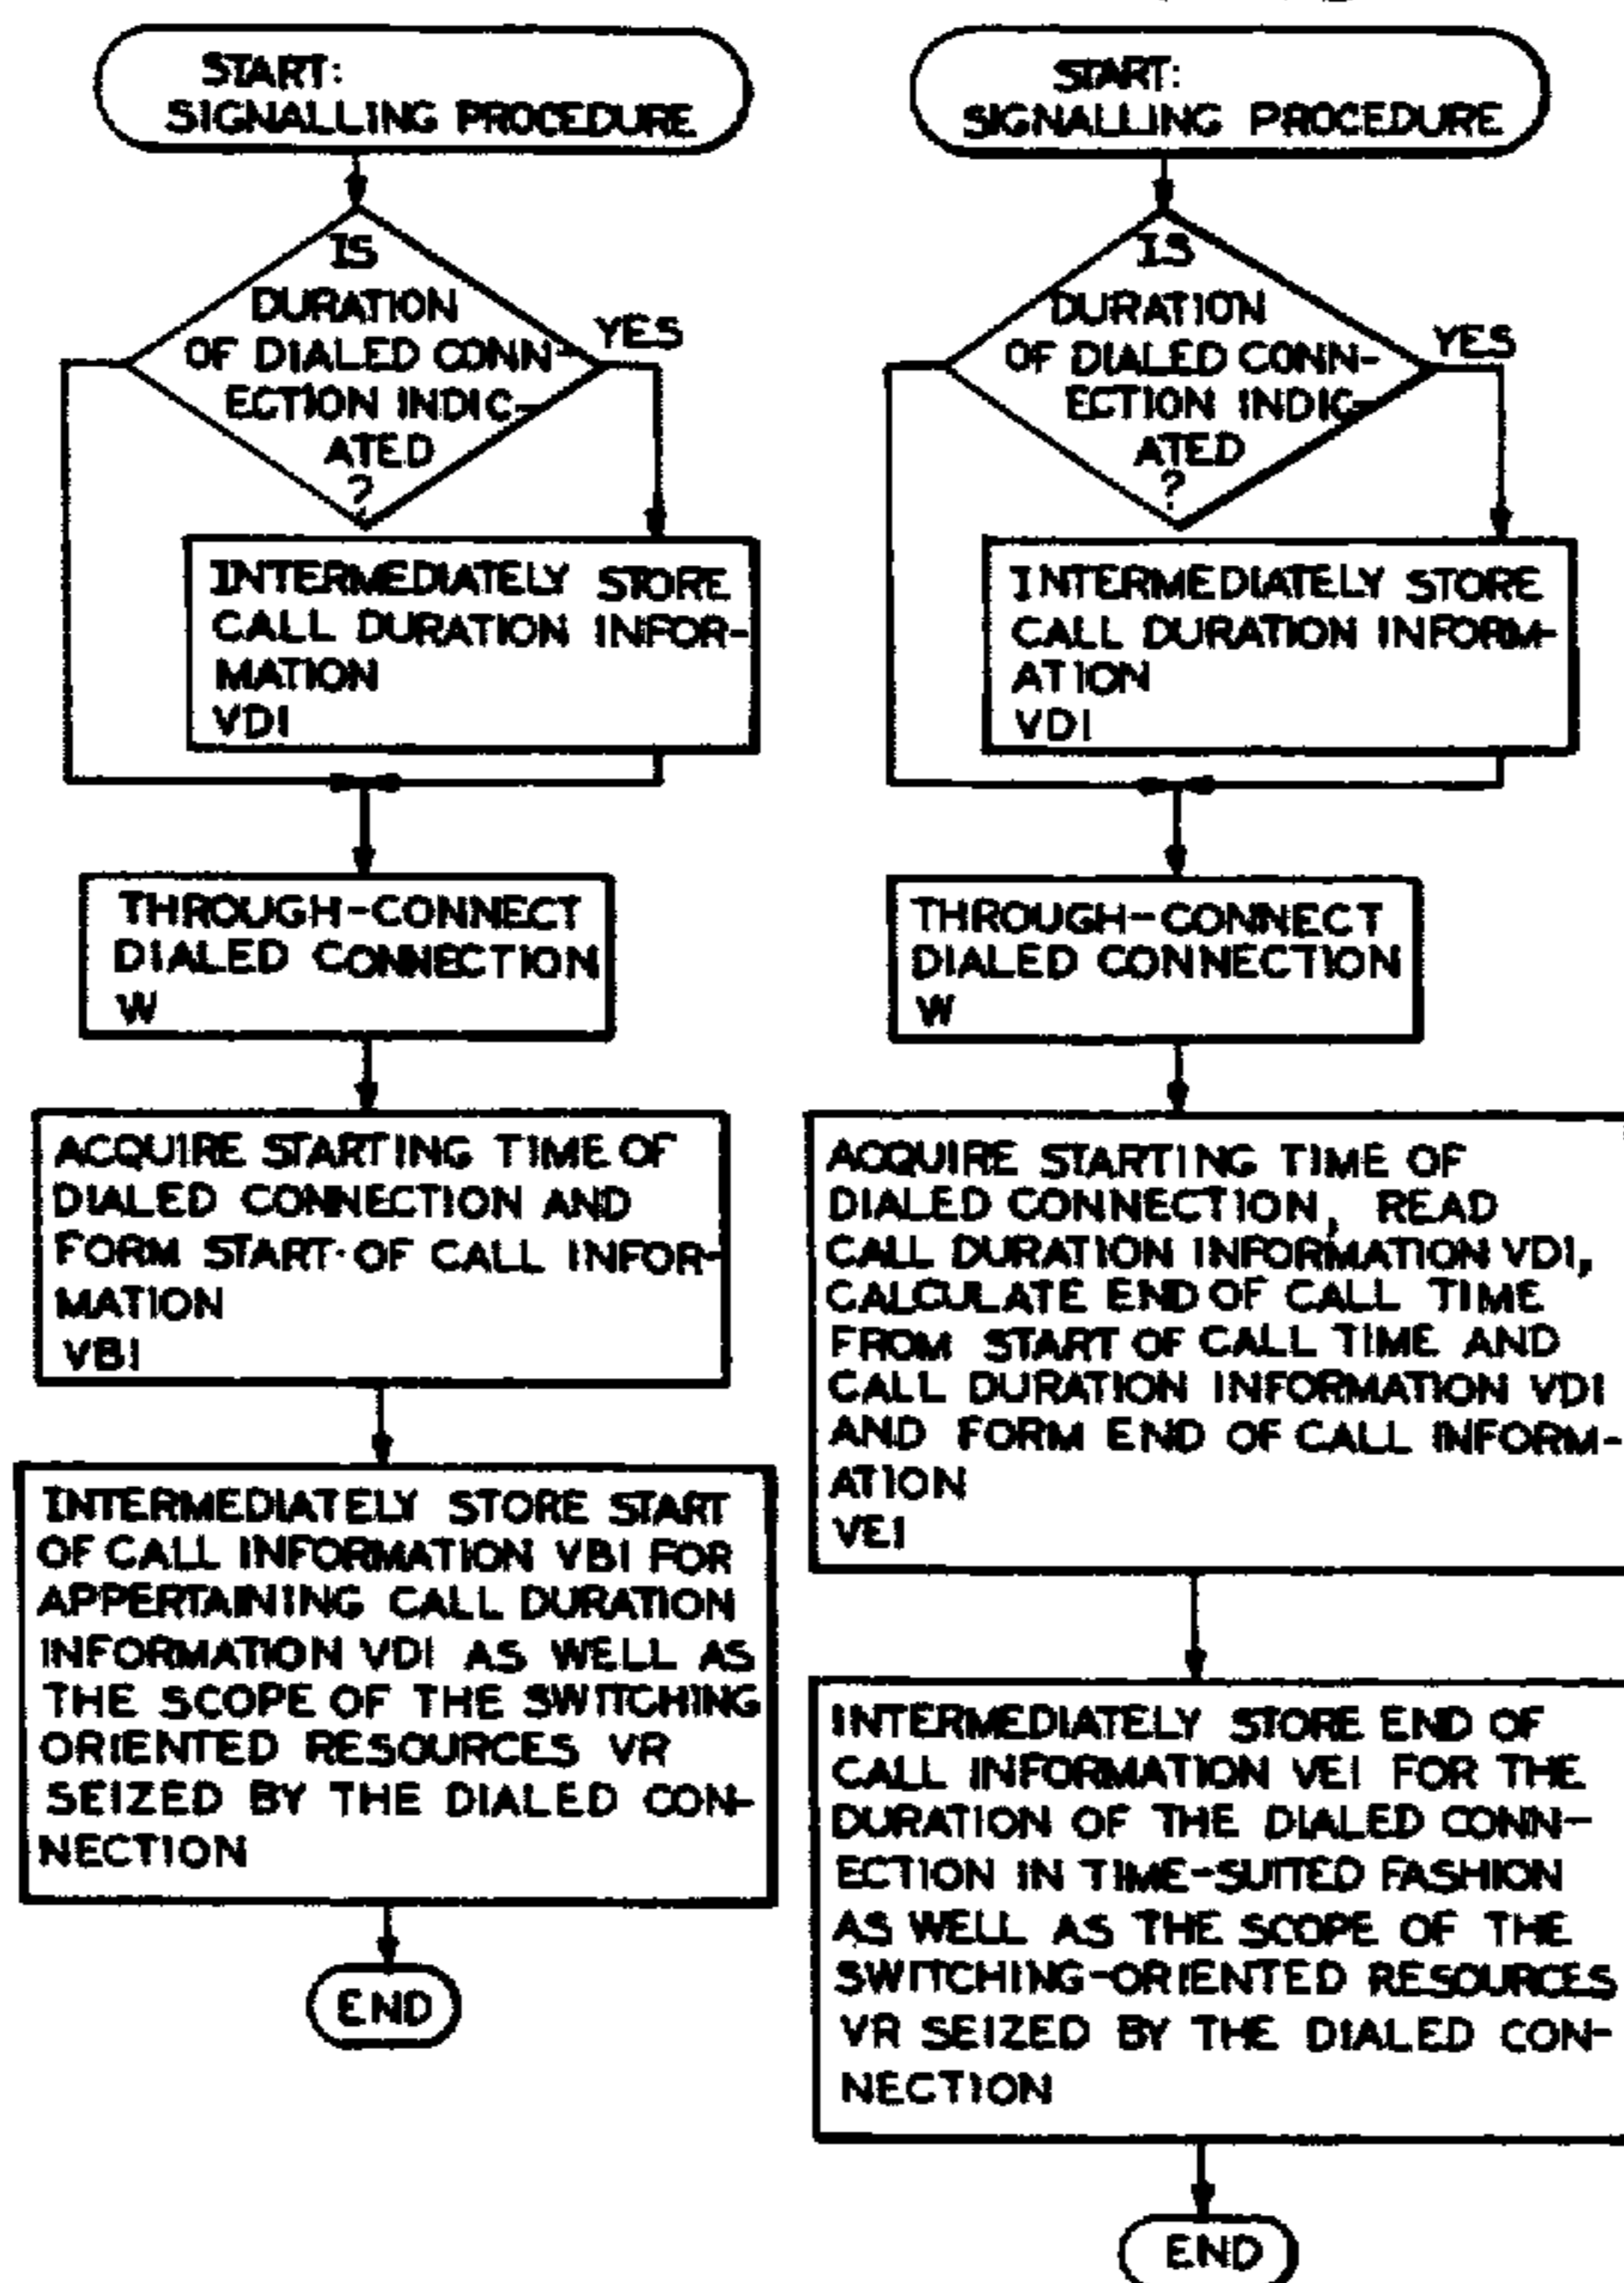 START:
SIGNALLING PROCEDURE
IS
DURATION
OF DIALED CONN-
ECTION INDIC-
ATED
?
YES
INTERMEDIATELY STORE
CALL DURATION INFOR-
MATION
VDI
THROUGH-CONNECT
DIALED CONNECTION
W
ACQUIRE STARTING TIME OF
DIALED CONNECTION AND
FORM START-OF CALL INFOR-
MATION
VBI
INTERMEDIATELY STORE START
OF CALL INFORMATION VBI FOR
APPERTAINING CALL DURATION
INFORMATION VDI AS WELL AS
THE SCOPE OF THE SWITCHING
ORIENTED RESOURCES VR
SEIZED BY THE DIALED CON-
NECTION
END
START:
SIGNALLING PROCEDURE
IS
DURATION
OF DIALED CONN-
ECTION INDIC-
ATED
?
YES
INTERMEDIATELY STORE
CALL DURATION INFORM-
ATION
VDI
THROUGH-CONNECT
DIALED CONNECTION
W
ACQUIRE STARTING TIME OF
DIALED CONNECTION, READ
CALL DURATION INFORMATION VDI,
CALCULATE END OF CALL TIME
FROM START OF CALL TIME AND
CALL DURATION INFORMATION VDI
AND FORM END OF CALL INFORM-
ATION
VEI
INTERMEDIATELY STORE END OF
CALL INFORMATION VEI FOR THE
DURATION OF THE DIALED CONN-
ECTION IN TIME-SUITED FASHION
AS WELL AS THE SCOPE OF THE
SWITCHING-ORIENTED RESOURCES
VR SEIZED BY THE DIALED CON-
NECTION
END